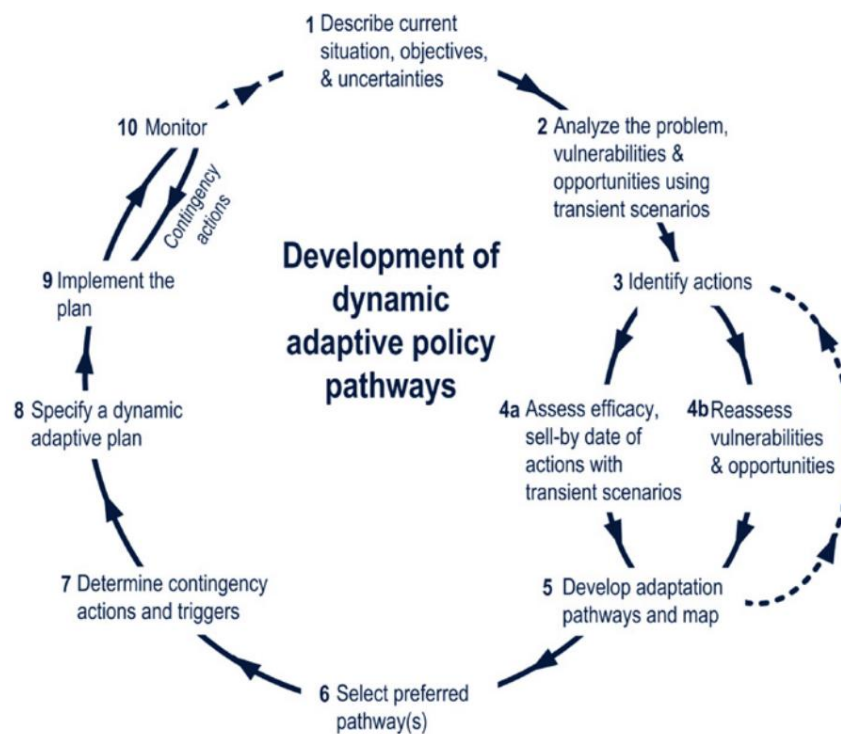 1 Describe current
situation, objectives,
& uncertainties
2 Analyze the problem,
vulnerabilities &
opportunities using
transient scenarios
3 Identify actions
4a Assess efficacy,
sell-by date of
actions with
transient scenarios
4b Reassess
vulnerabilities
& opportunities
5 Develop adaptation
pathways and map
6 Select preferred
pathway(s)
7 Determine contingency
actions and triggers
8 Specify a dynamic
adaptive plan
9 Implement the
plan
10 Monitor
Contingency
actions
Development of
dynamic
adaptive policy
pathways